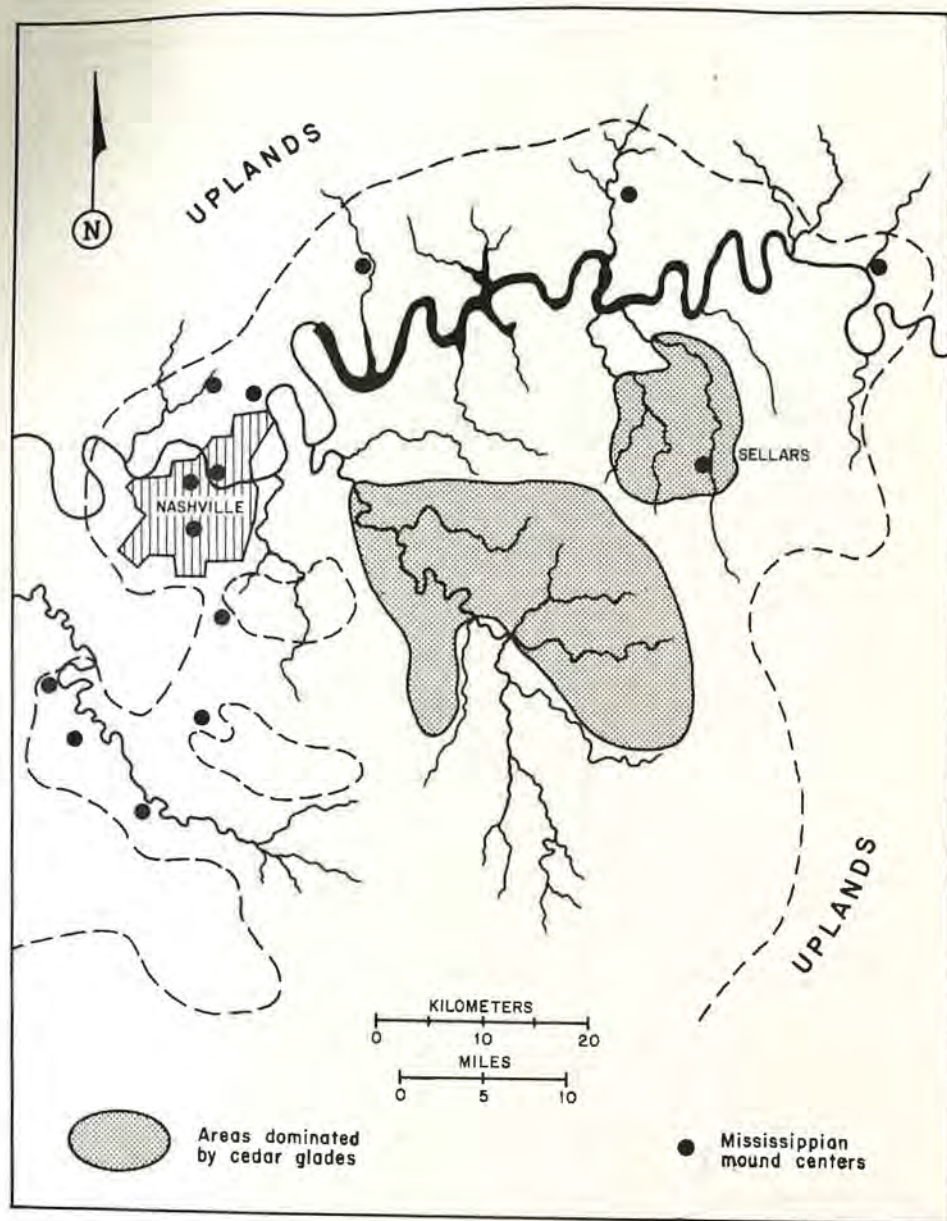 UPLANDS
N
SELLARS
NASHVILLE
UPLANDS
KILOMETERS
0 10 20
MILES
0 5 10
Areas dominated
by cedar glades
Mississippian
mound centers